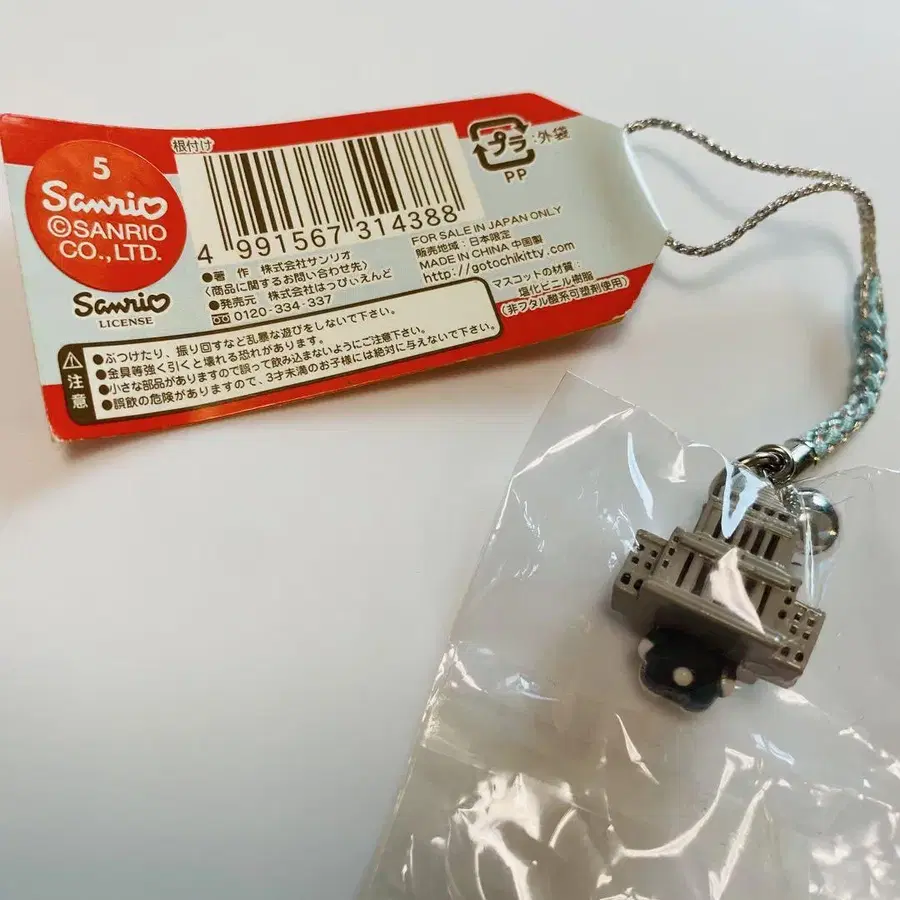 5
Sanrio
©SANRIO
CO.,LTD.
Sanrio
LICENSE
根付け
4 991567 314388
プラ
:外袋
PP
●著 作 株式会社サンリオ
〈商品に関するお問い合わせ先〉
●発売元 株式会社はっぴぃえんど
0120-334-337
FOR SALE IN JAPAN ONLY
販売地域:日本限定
MADE IN CHINA 中国製
http://gotochikitty.com
マスコットの材質:
塩化ビニル樹脂
(非フタル酸系可塑剤使用)
注意
●ぶつけたり、振り回すなど乱暴な遊びをしないで下さい。
●金具等強く引くと壊れる恐れがあります。
●小さな部品がありますので誤って飲み込まないようにご注意下さい。
●誤飲の危険がありますので、3才未満のお子様には絶対に与えないで下さい。